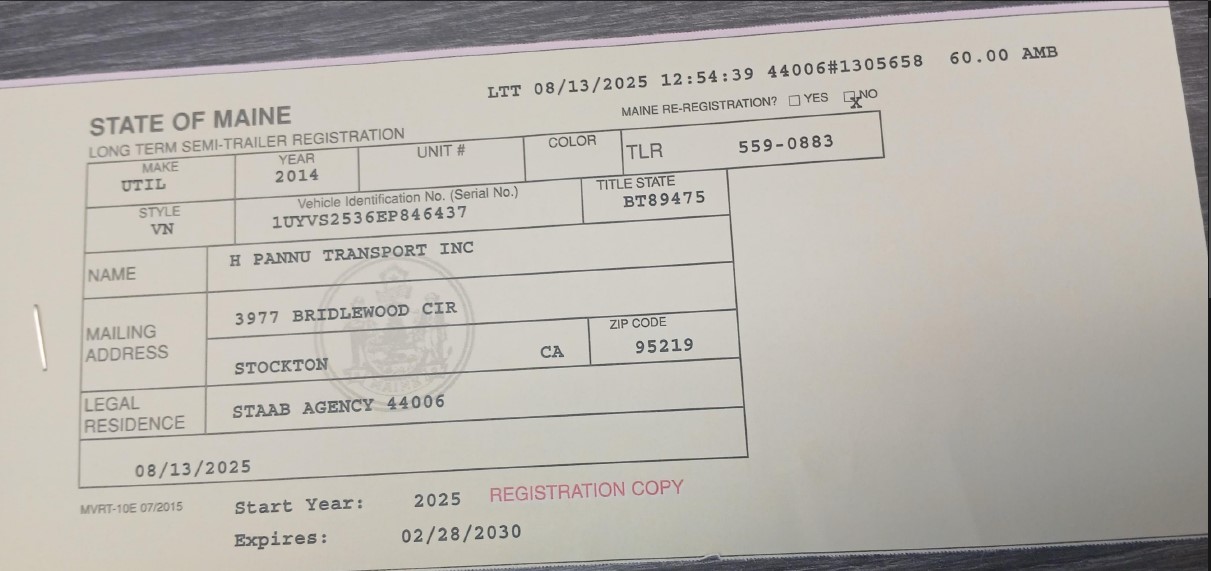 LTT 08/13/2025 12:54:39 44006#1305658 60.00 AMB
STATE OF MAINE
MAINE RE-REGISTRATION? YES NO
LONG TERM SEMI-TRAILER REGISTRATION
MAKE YEAR UNIT # COLOR TLR 559-0883
UTIL 2014
STYLE Vehicle Identification No. (Serial No.) TITLE STATE
VN 1UYVS2536EP846437 BT89475
NAME H PANNU TRANSPORT INC
MAILING ADDRESS
3977 BRIDLEWOOD CIR
ZIP CODE
STOCKTON CA 95219
LEGAL RESIDENCE
STAAB AGENCY 44006
08/13/2025
MVRT-10E 07/2015
Start Year: 2025 REGISTRATION COPY
Expires: 02/28/2030